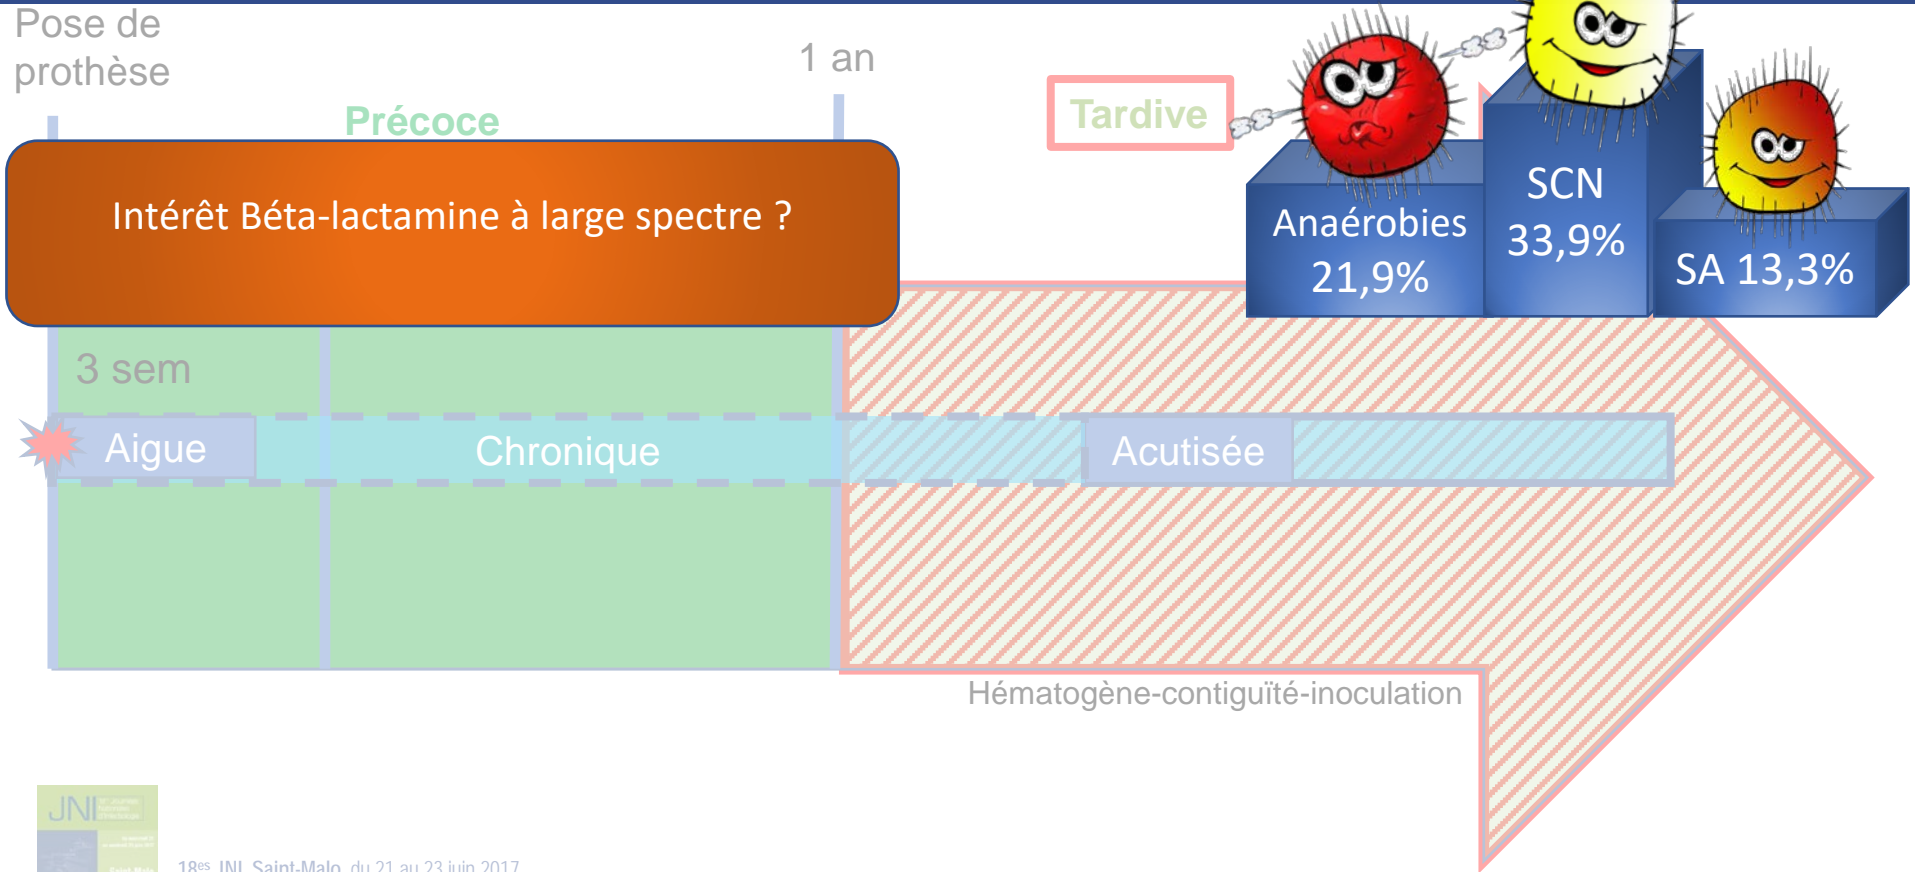 Pose de
prothèse
1 an
Précoce
Tardive
Intérêt Béta-lactamine à large spectre ?
Anaérobies
21,9%
SCN
33,9%
SA 13,3%
3 sem
Aigue
Chronique
Acutisée
Hématogène-contiguïté-inoculation
JNI
18es JNI, Saint-Malo, du 21 au 23 juin 2017